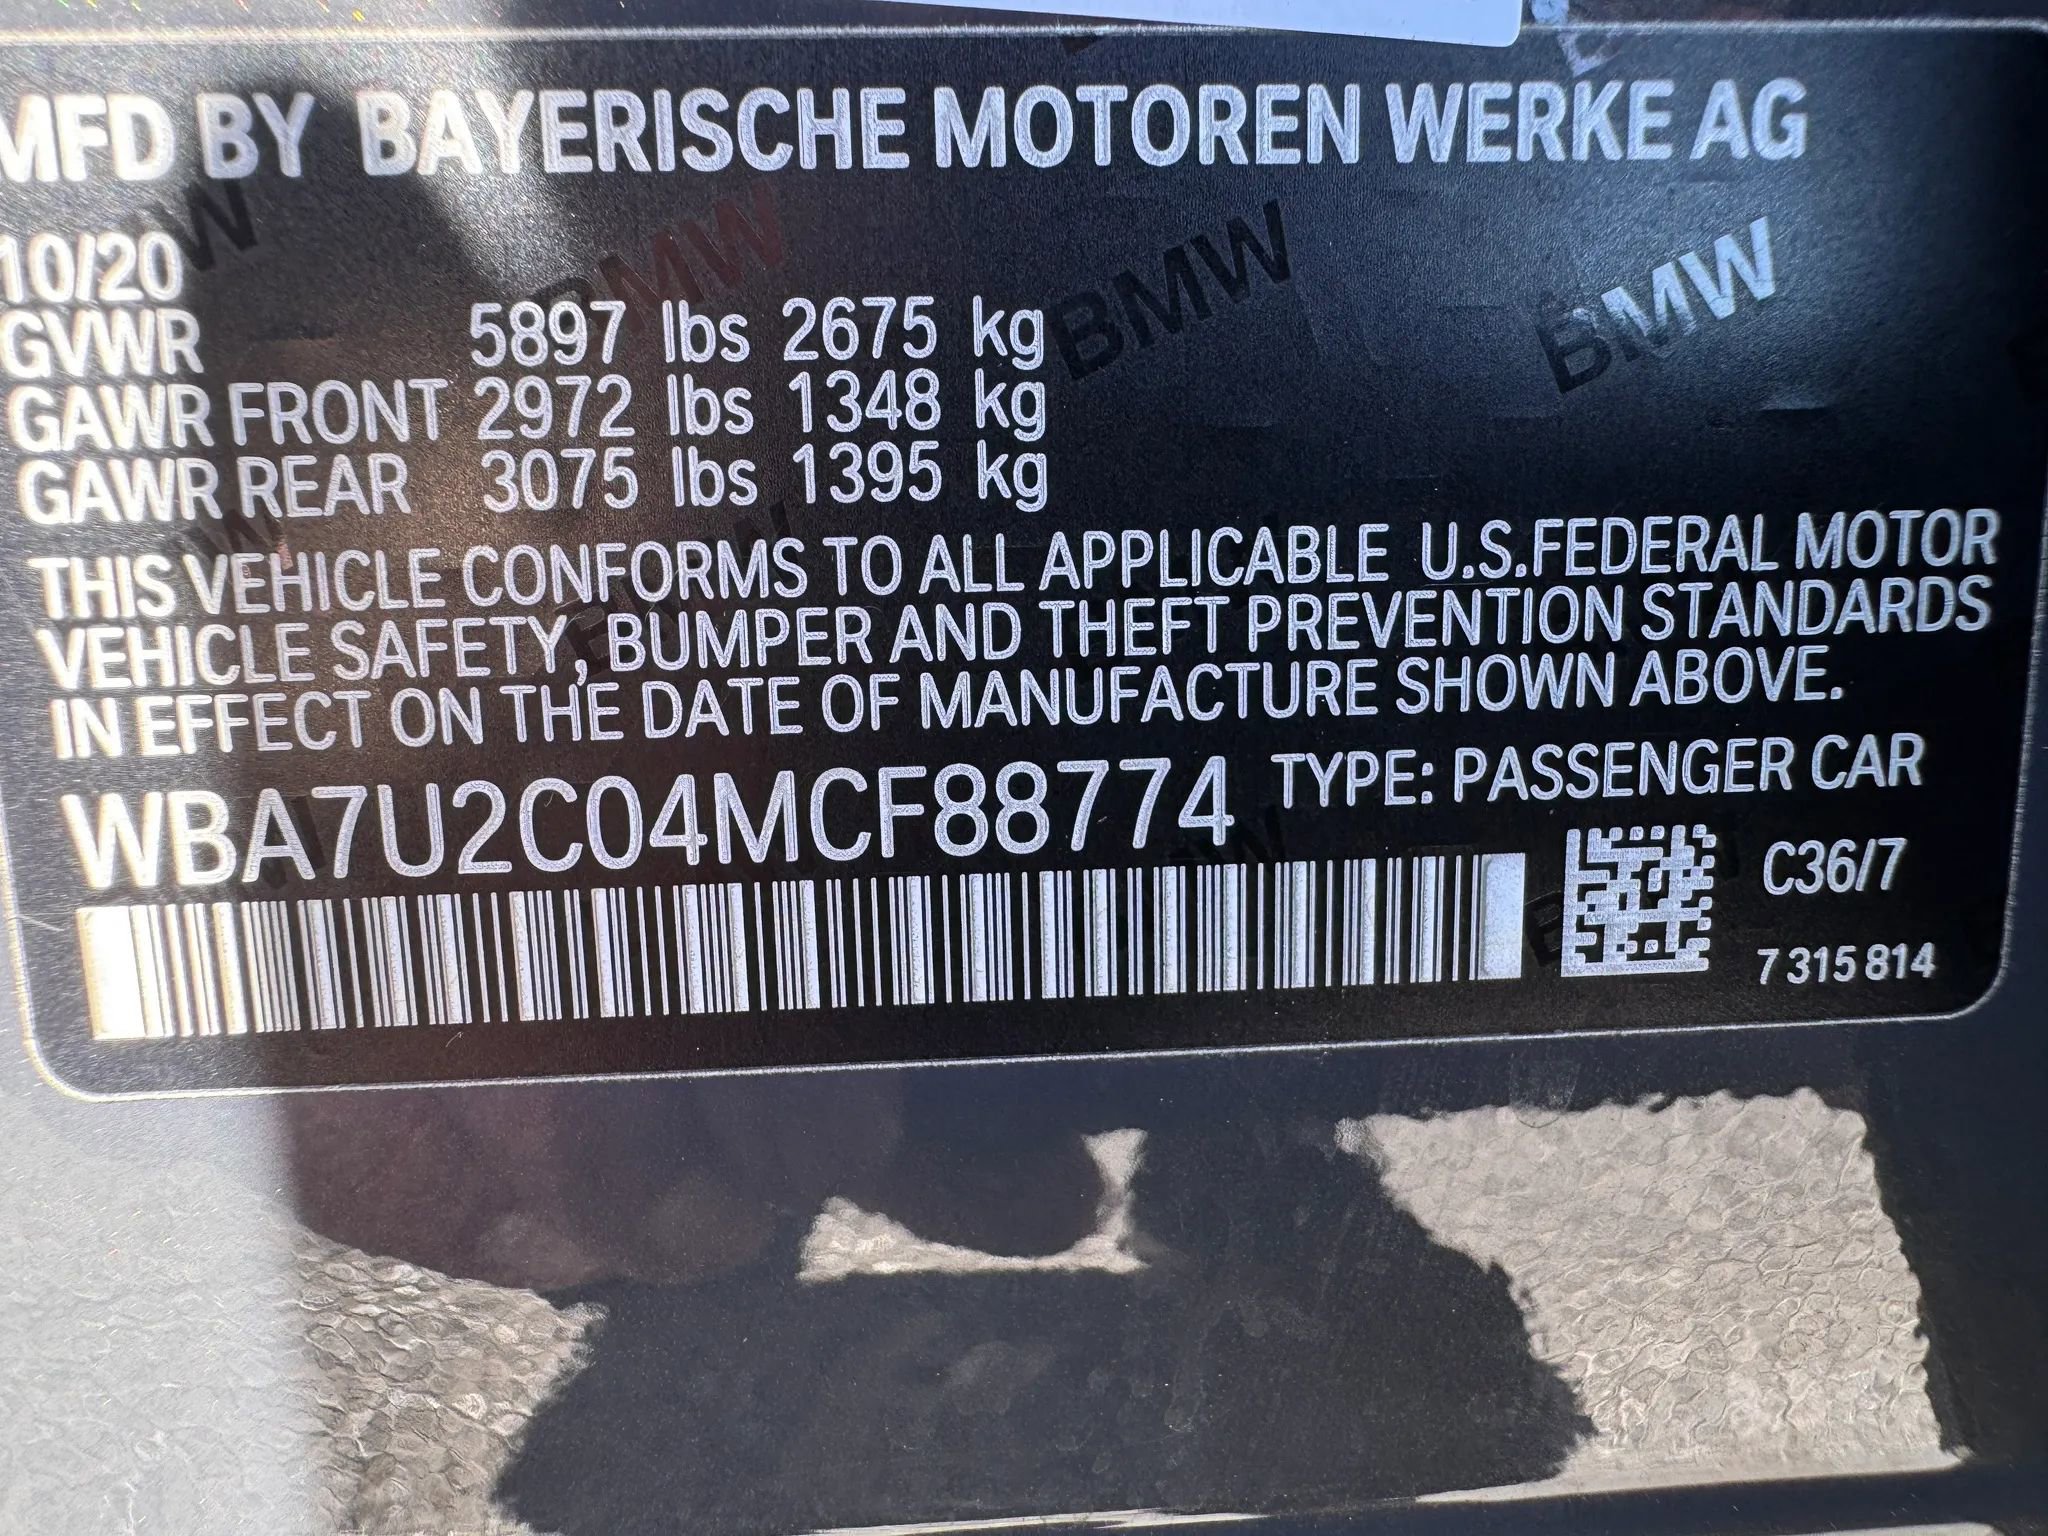 MFD BY BAYERISCHE MOTOREN WERKE AG
10/20
GVWR 5897 lbs 2675 kg
GAWR FRONT 2972 lbs 1348 kg
GAWR REAR 3075 lbs 1395 kg
THIS VEHICLE CONFORMS TO ALL APPLICABLE U.S.FEDERAL MOTOR
VEHICLE SAFETY, BUMPER AND THEFT PREVENTION STANDARDS
IN EFFECT ON THE DATE OF MANUFACTURE SHOWN ABOVE.
WBA7U2C04MCF88774 TYPE: PASSENGER CAR
C36/7
7 315 814
BMW
BMW
BMW